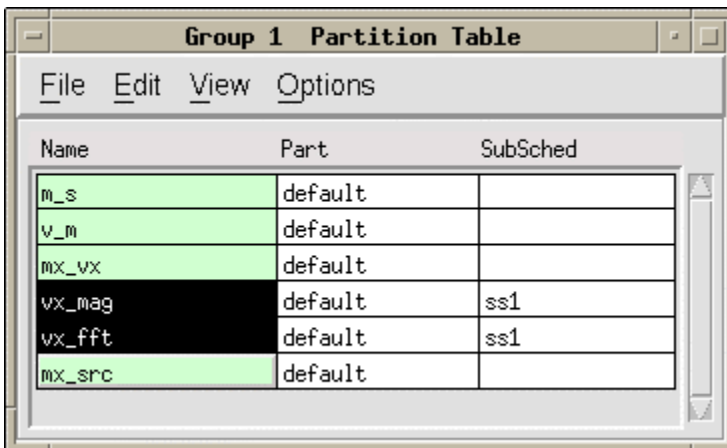 Group 1 Partition Table
File Edit View Options
Name Part SubSched
m_s default
v_m default
mx_vx default
vx_mag default ss1
vx_fft default ss1
mx_src default